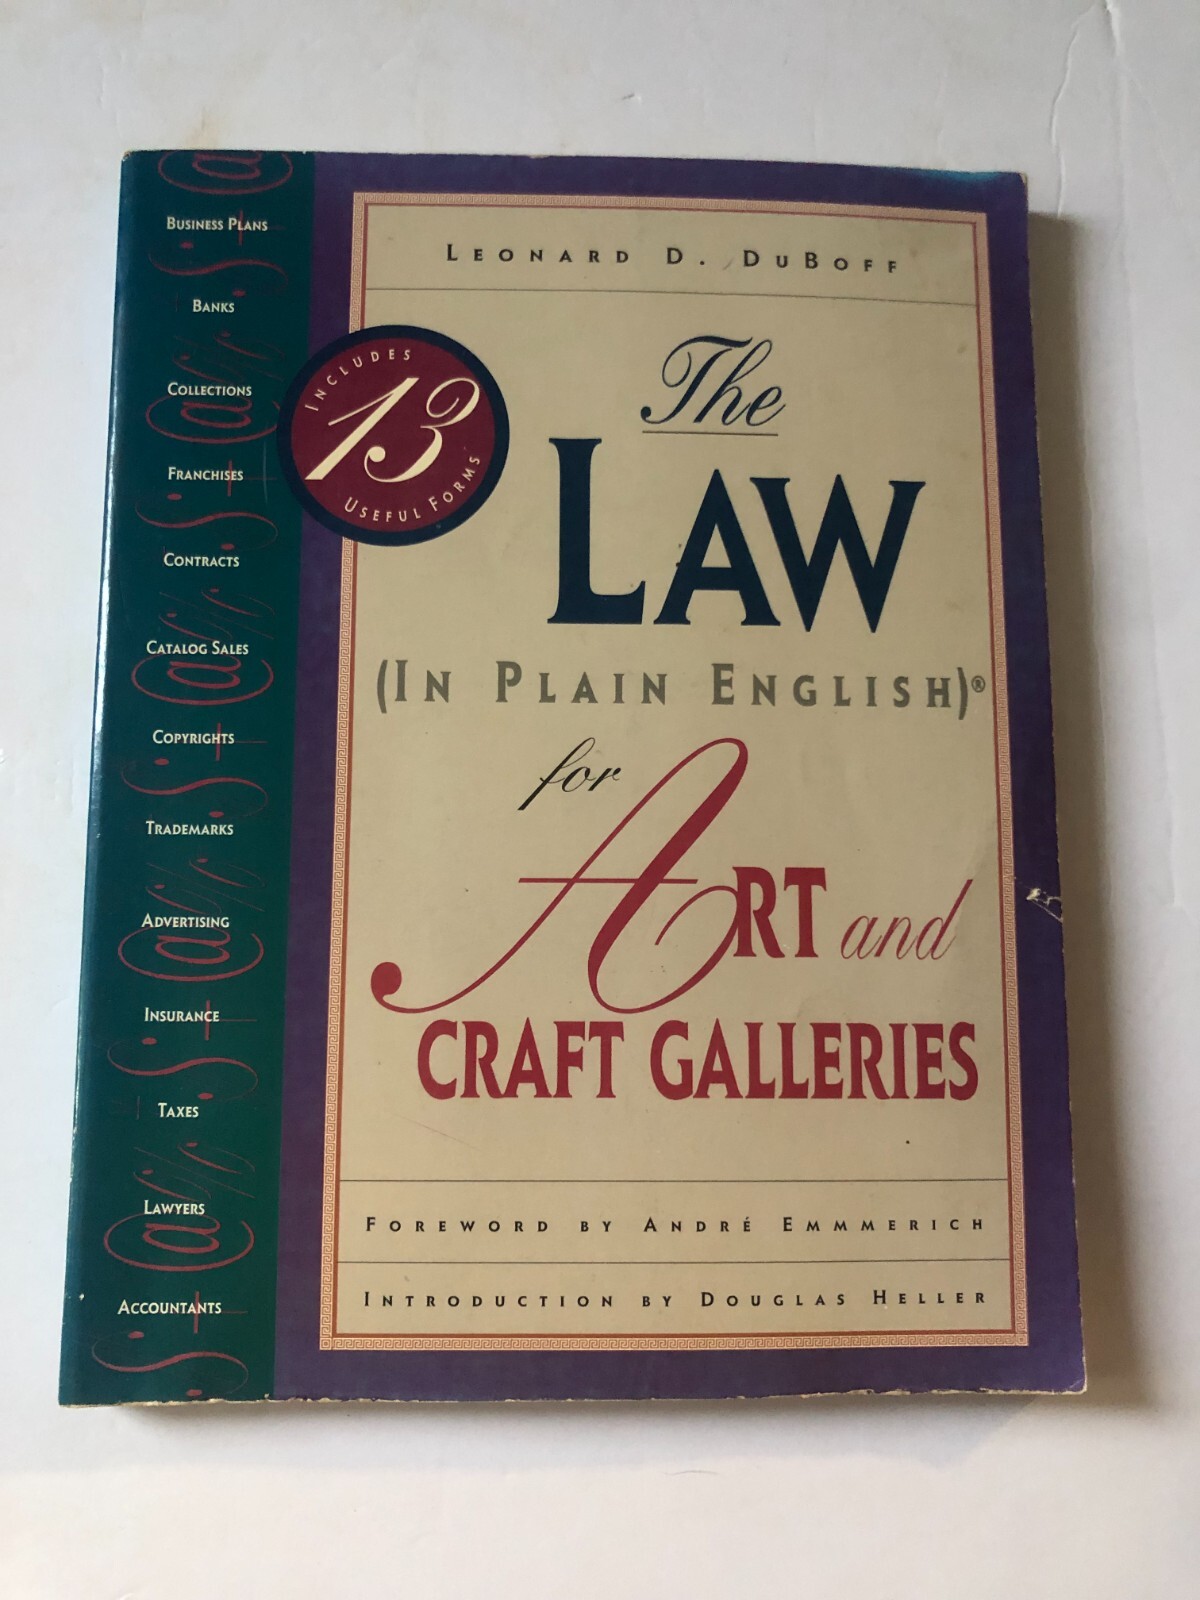 Business Plans
Banks
Collections
Franchises
Contracts
Catalog Sales
Copyrights
Trademarks
Advertising
Insurance
Taxes
Lawyers
Accountants
Leonard D. DuBoff
Includes
13
Useful Forms
The
Law
(In Plain English)®
for
Art and
Craft Galleries
Foreword by André Emmmerich
Introduction by Douglas Heller